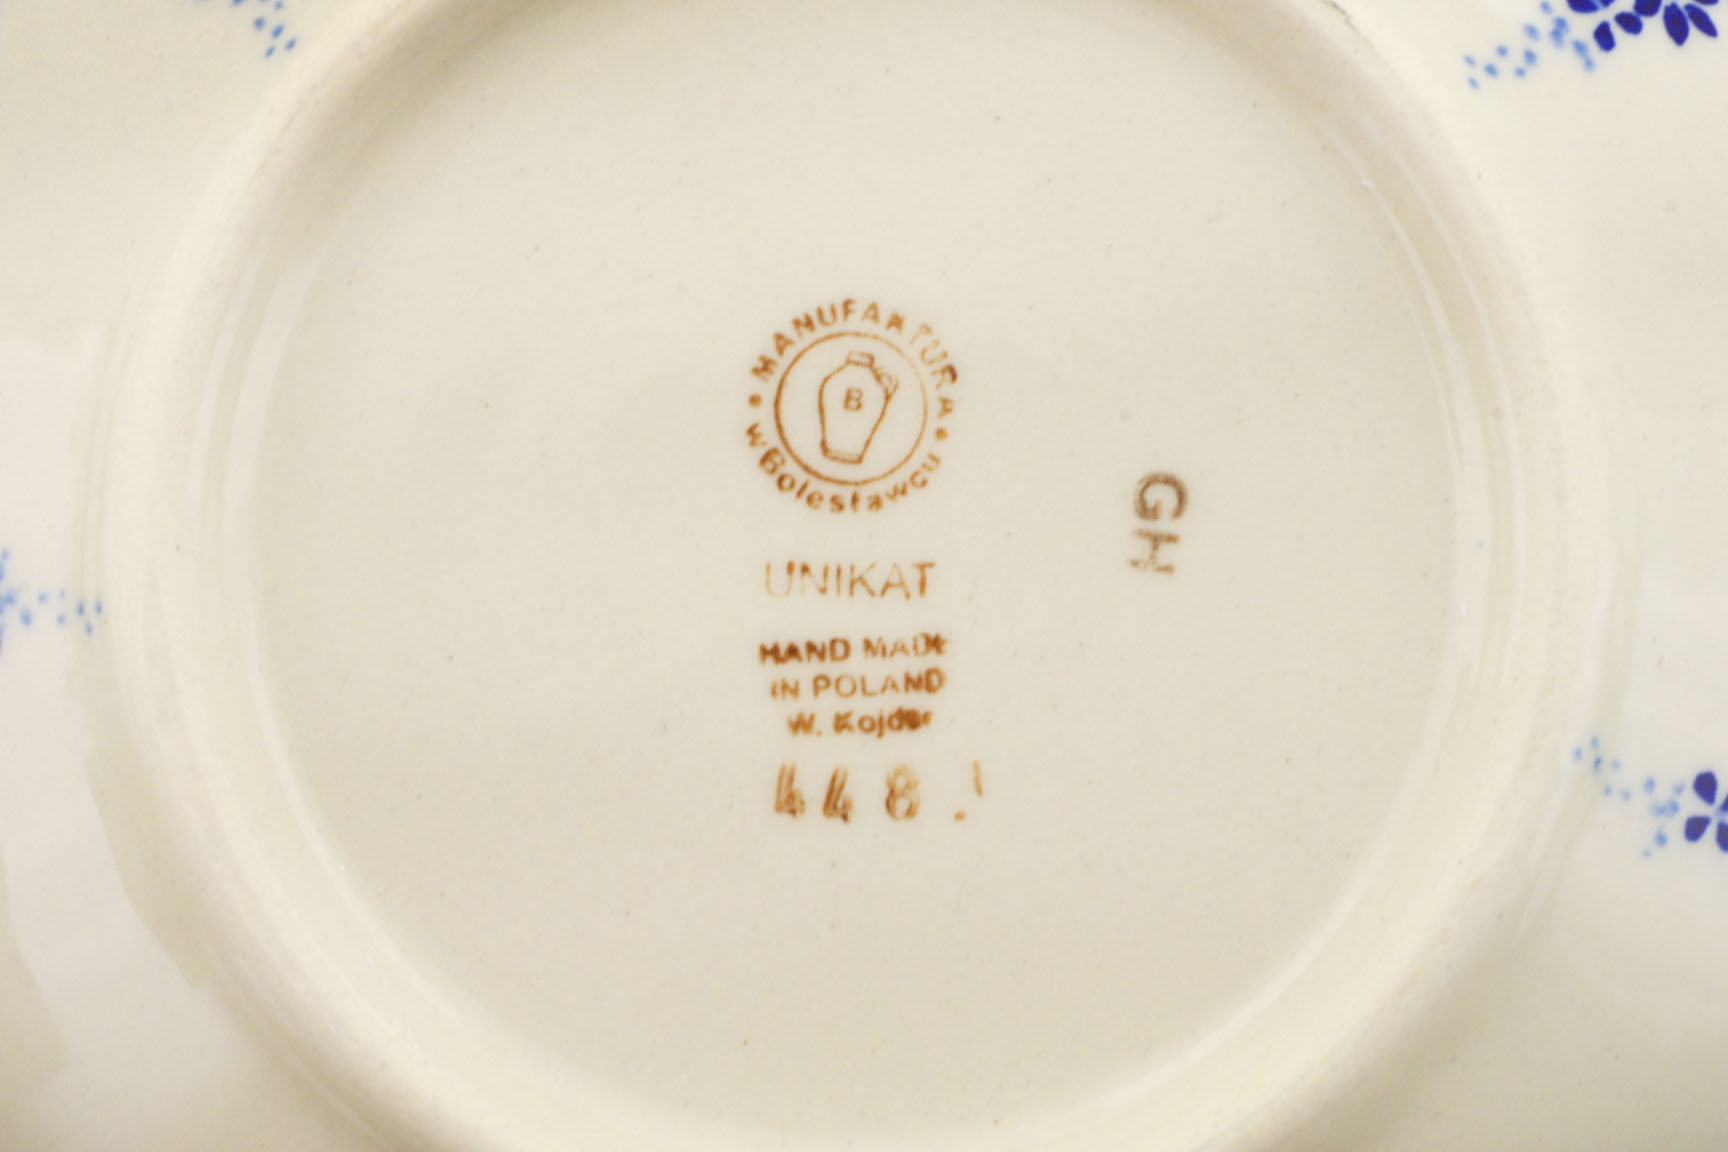 MANUFAKTURA
w Bolesławcu
B
UNIKAT
HAND MADE
IN POLAND
W. Kojder
448.
GH